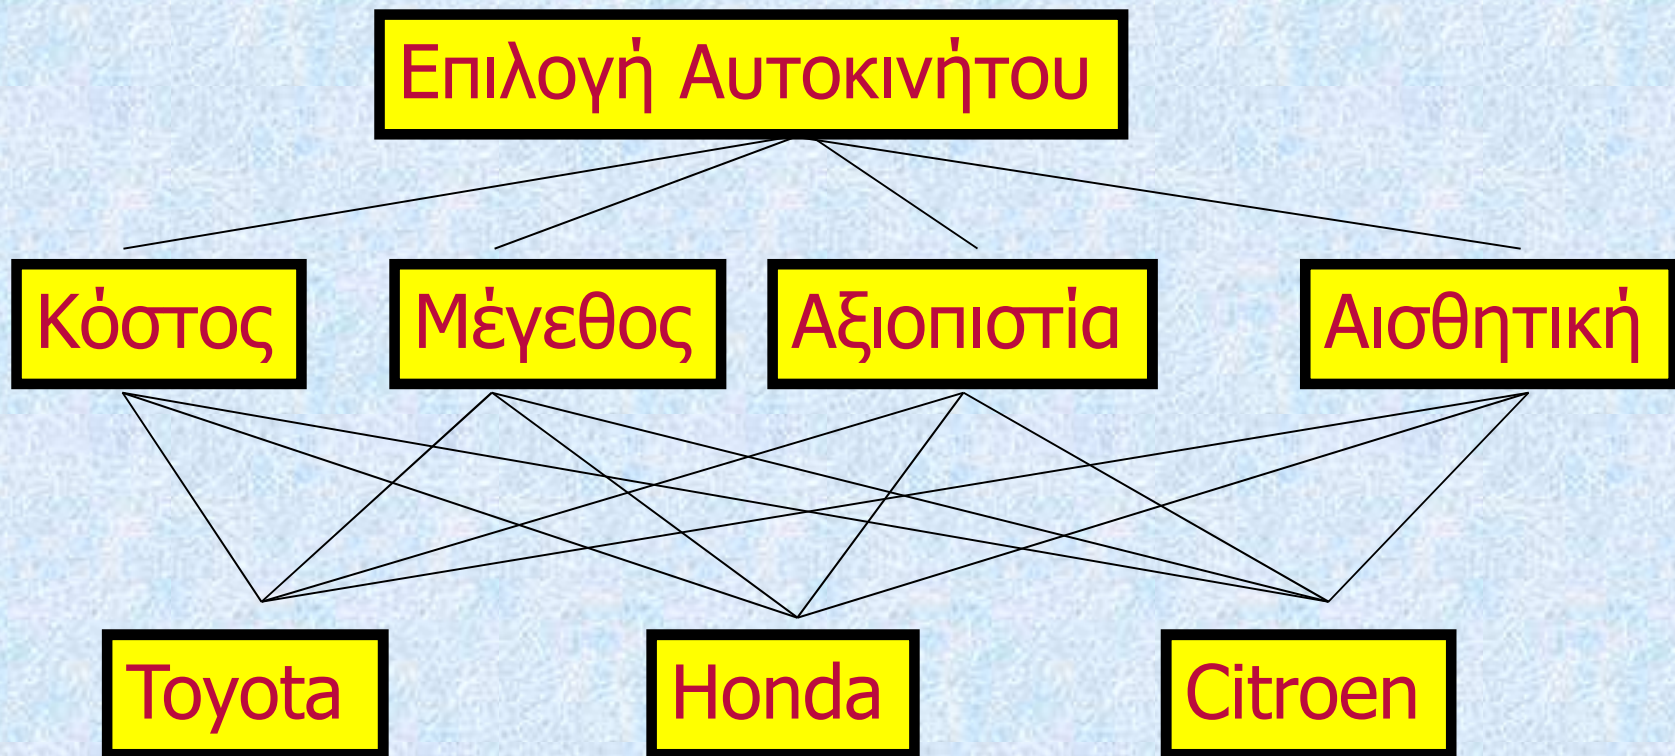 Επιλογή Αυτοκινήτου
Κόστος
Μέγεθος
Αξιοπιστία
Αισθητική
Toyota
Honda
Citroen